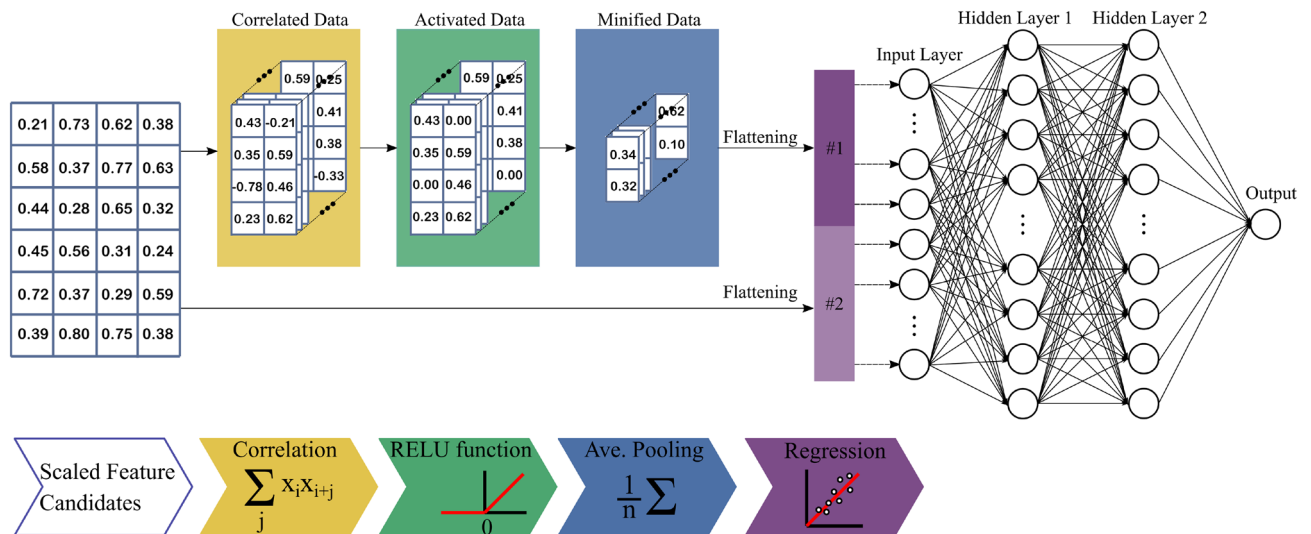 Correlated Data
Activated Data
Minified Data
Hidden Layer 1
Hidden Layer 2
Input Layer
Output
0.21 0.73 0.62 0.38
0.58 0.37 0.77 0.63
0.44 0.28 0.65 0.32
0.45 0.56 0.31 0.24
0.72 0.37 0.29 0.59
0.39 0.80 0.75 0.38
0.59 0.25
0.41
0.38
-0.33
0.43 -0.21
0.35 0.59
-0.78 0.46
0.23 0.62
0.59 0.25
0.41
0.38
0.00
0.43 0.00
0.35 0.59
0.00 0.46
0.23 0.62
0.62
0.10
0.34
0.32
Flattening
#1
Flattening
#2
Scaled Feature
Candidates
Correlation
∑ xᵢxᵢ₊ⱼ
j
RELU function
0
Ave. Pooling
1
n ∑
Regression